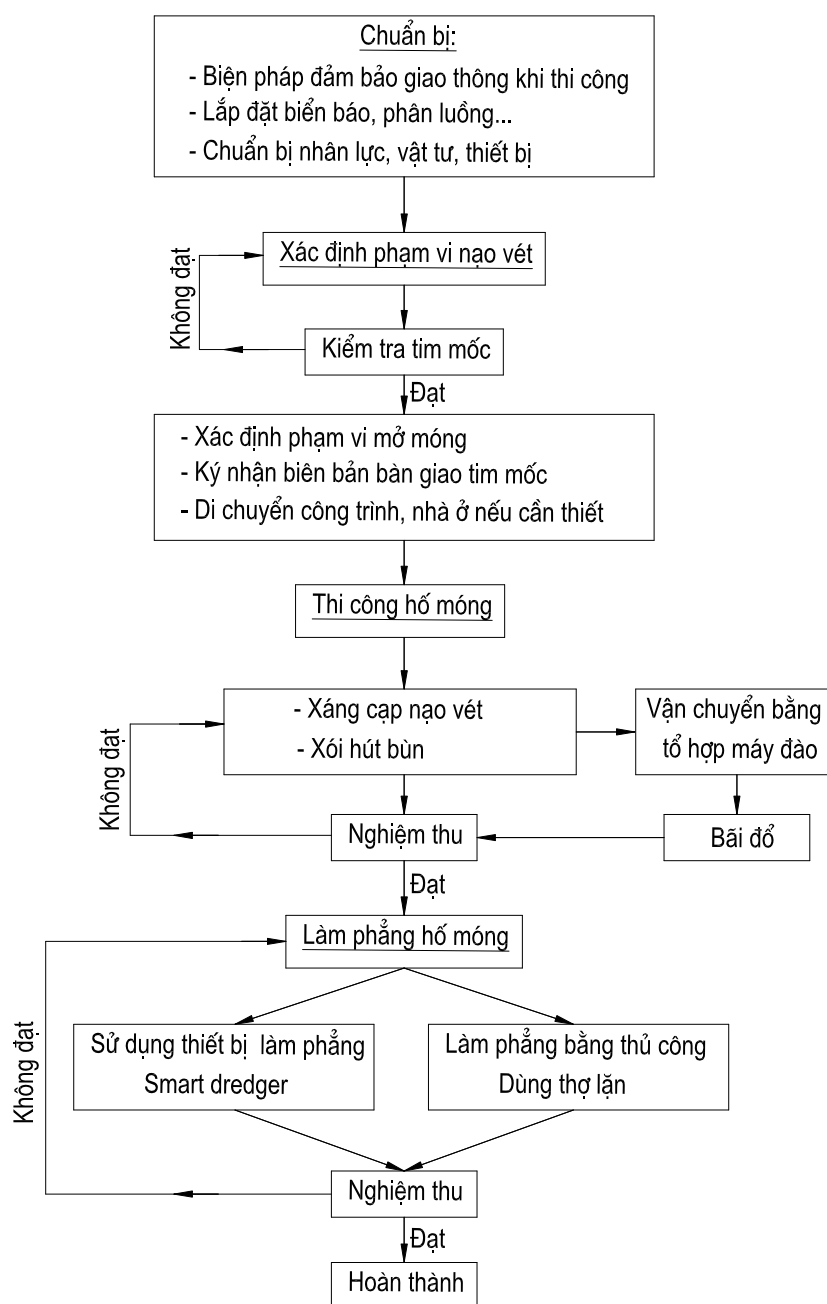 Chuẩn bị:
- Biện pháp đảm bảo giao thông khi thi công
- Lắp đặt biển báo, phân luồng...
- Chuẩn bị nhân lực, vật tư, thiết bị
Xác định phạm vi nạo vét
Không đạt
Kiểm tra tim mốc
Đạt
- Xác định phạm vi mở móng
- Ký nhận biên bản bàn giao tim mốc
- Di chuyển công trình, nhà ở nếu cần thiết
Thi công hố móng
- Xáng cạp nạo vét
- Xói hút bùn
Vận chuyển bằng
tổ hợp máy đào
Không đạt
Nghiệm thu
Bãi đổ
Đạt
Làm phẳng hố móng
Không đạt
Sử dụng thiết bị làm phẳng
Smart dredger
Làm phẳng bằng thủ công
Dùng thợ lặn
Nghiệm thu
Đạt
Hoàn thành